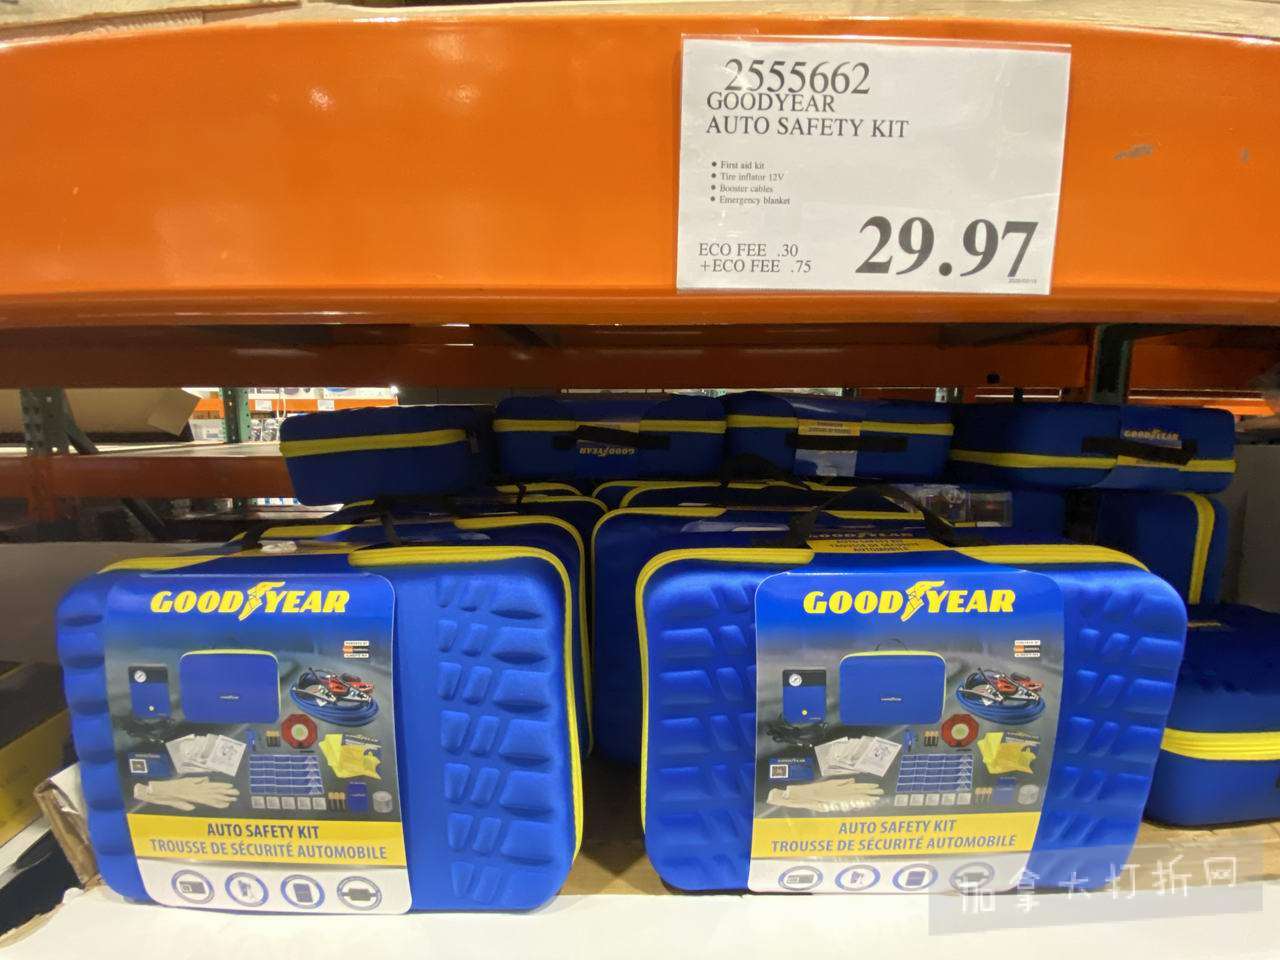 2555662
GOODYEAR
AUTO SAFETY KIT
• First aid kit
• Tire inflator 12V
• Booster cables
• Emergency blanket
ECO FEE .30
+ECO FEE .75
29.97
GOODYEAR
GOODYEAR
GOODYEAR
AUTO SAFETY KIT
TROUSSE DE SÉCURITÉ AUTOMOBILE
GOODYEAR
AUTO SAFETY KIT
TROUSSE DE SÉCURITÉ AUTOMOBILE
加拿大打折网